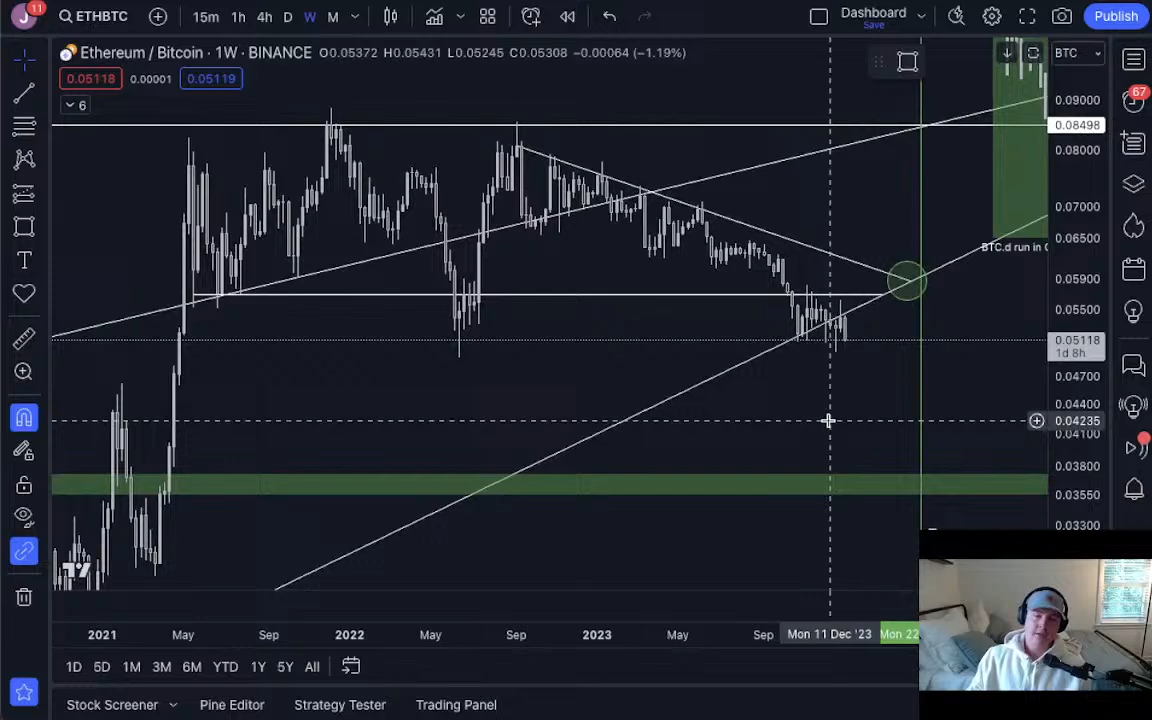 J 11 ETHBTC 15m 1h 4h D W M Dashboard Save Publish
Ethereum / Bitcoin · 1W · BINANCE O0.05372 H0.05431 L0.05245 C0.05308 −0.00064 (−1.19%) BTC
0.05118 0.00001 0.05119
6
67
0.09000
0.08498
0.08000
0.07000
0.06500
BTC.d run in
0.05900
0.05500
0.05118
1d 8h
0.04700
0.04400
0.04235
0.04100
0.03800
0.03550
0.03300
2021 May Sep 2022 May Sep 2023 May Sep Mon 11 Dec '23 Mon 22
1D 5D 1M 3M 6M YTD 1Y 5Y All
Stock Screener Pine Editor Strategy Tester Trading Panel